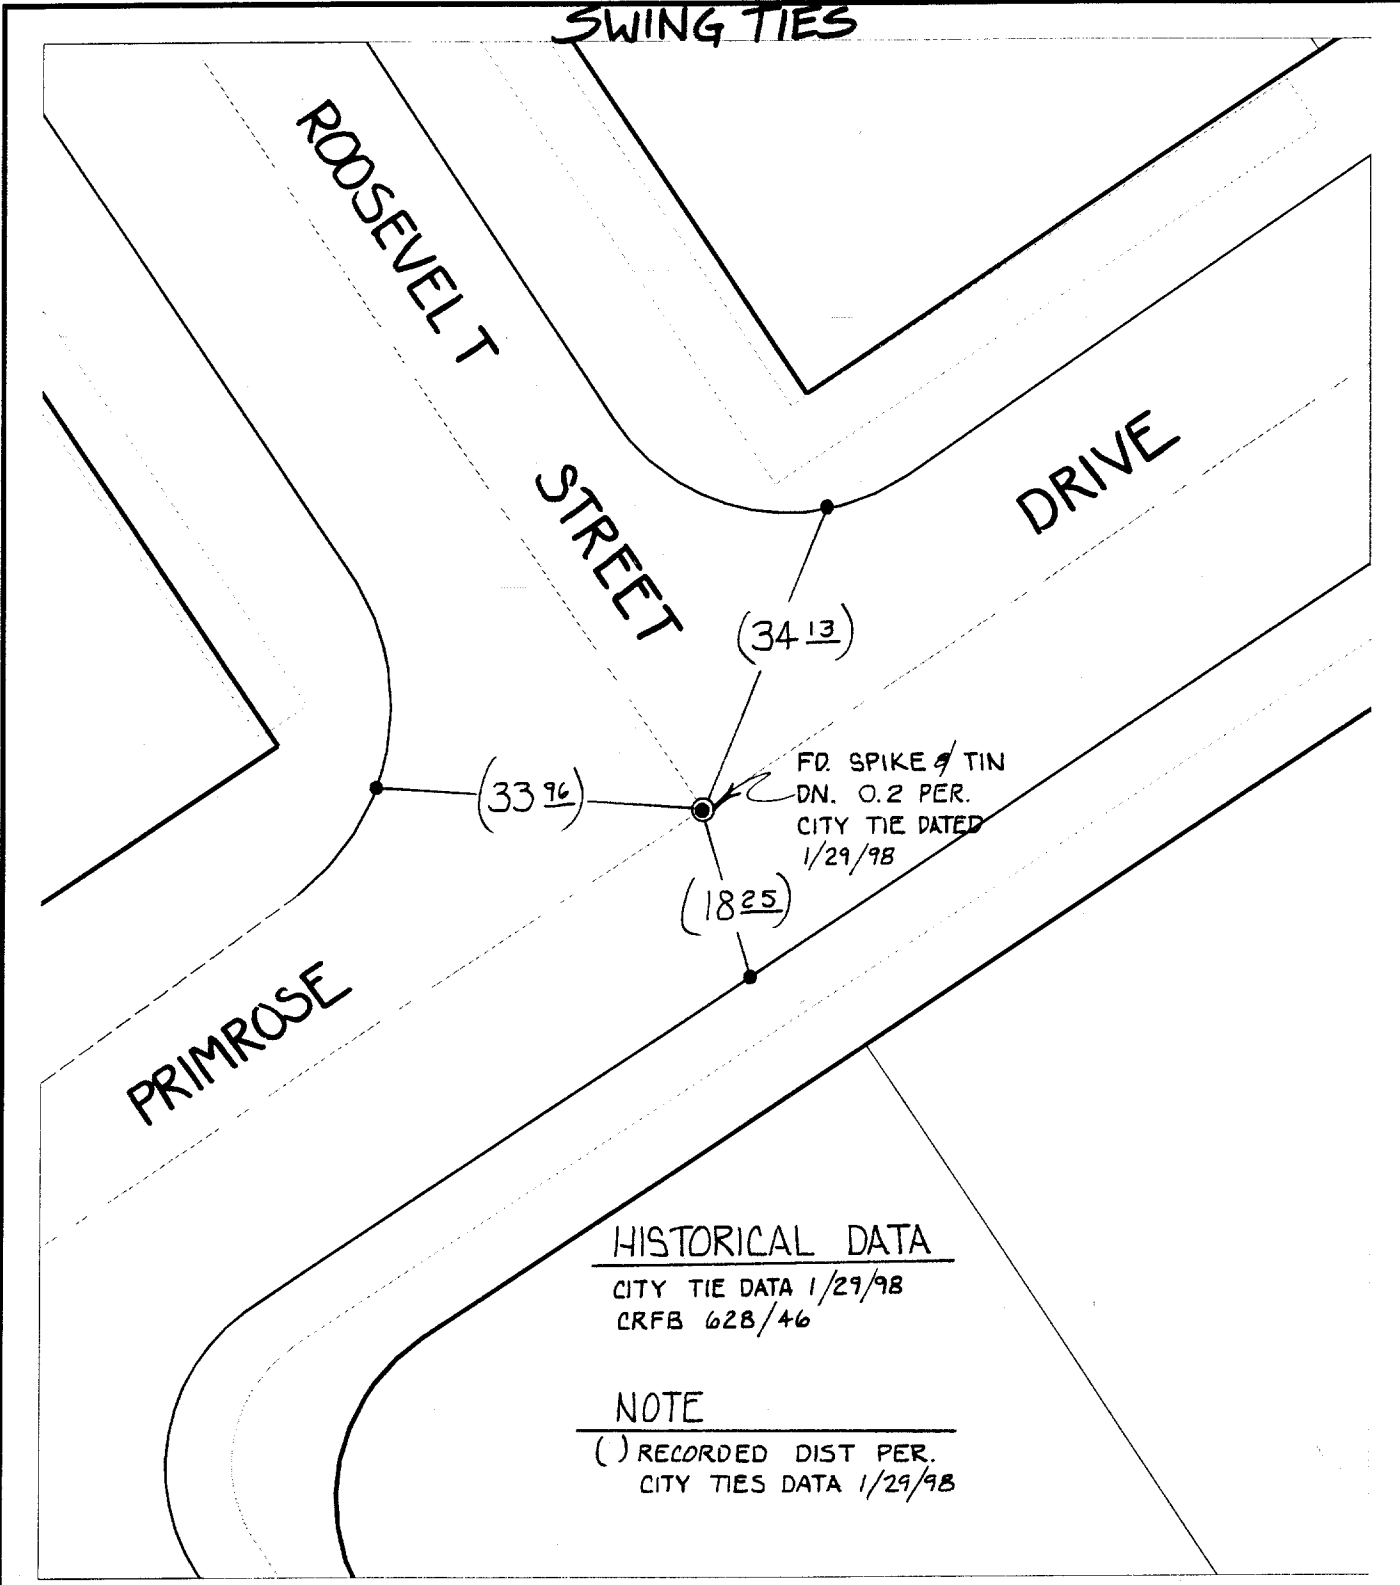 SWING TIES
ROOSEVELT
STREET
DRIVE
(34 13)
FD. SPIKE & TIN
DN. 0.2 PER.
CITY TIE DATED
1/29/98
(33 96)
(18 25)
PRIMROSE
HISTORICAL DATA
CITY TIE DATA 1/29/98
CRFB 628/46
NOTE
( ) RECORDED DIST PER.
CITY TIES DATA 1/29/98